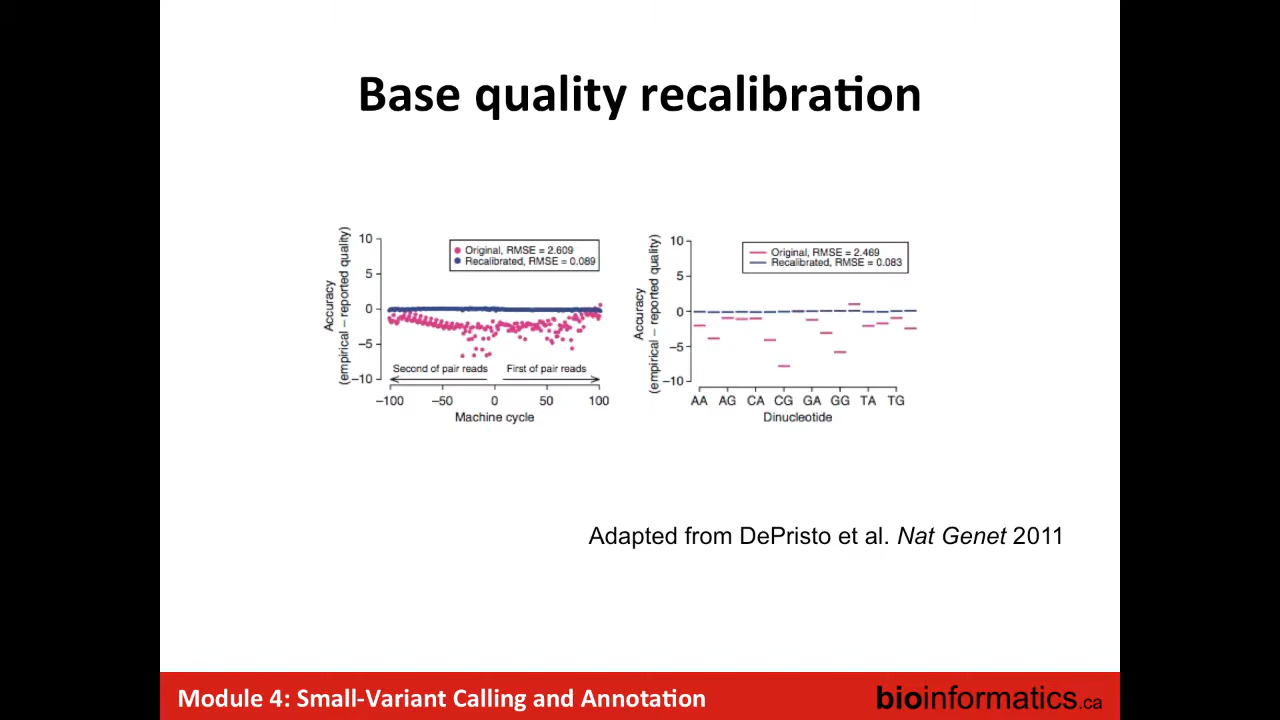 Base quality recalibration
Accuracy
(empirical – reported quality)
10
5
0
−5
−10
Original, RMSE = 2.609
Recalibrated, RMSE = 0.089
Second of pair reads
First of pair reads
−100
−50
0
50
100
Machine cycle
Accuracy
(empirical – reported quality)
10
5
0
−5
−10
Original, RMSE = 2.469
Recalibrated, RMSE = 0.083
AA AG CA CG GA GG TA TG
Dinucleotide
Adapted from DePristo et al. Nat Genet 2011
Module 4: Small-Variant Calling and Annotation
bioinformatics.ca